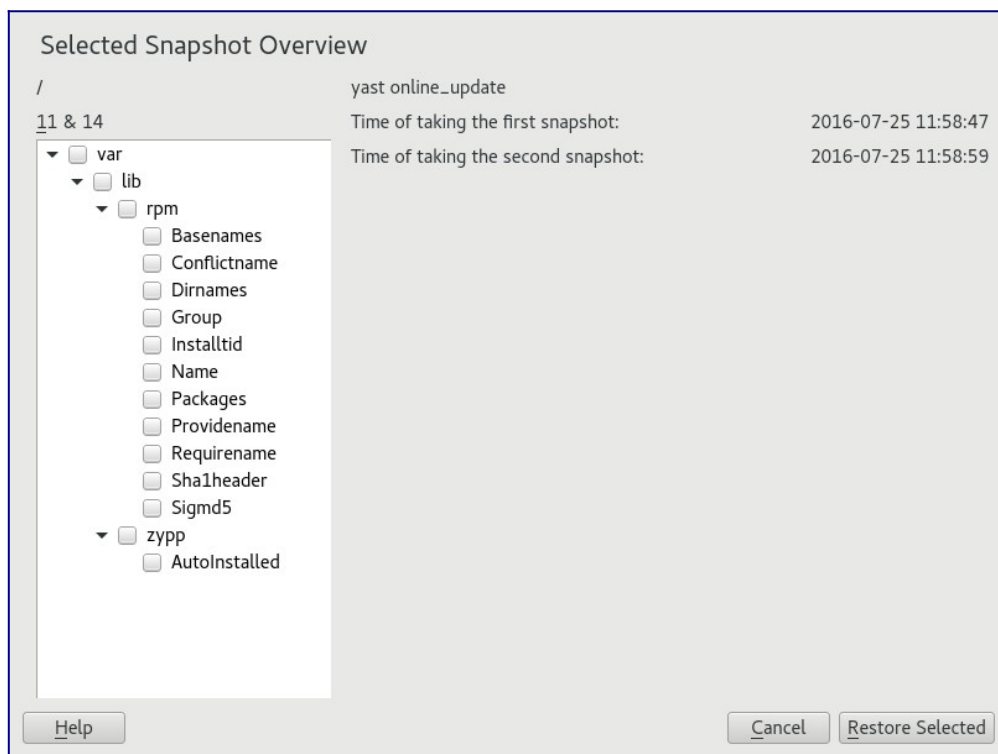 Selected Snapshot Overview
/
yast online_update
11 & 14
Time of taking the first snapshot: 2016-07-25 11:58:47
Time of taking the second snapshot: 2016-07-25 11:58:59
var
lib
rpm
Basenames
Conflictname
Dirnames
Group
Installtid
Name
Packages
Providename
Requirename
Sha1header
Sigmd5
zypp
AutoInstalled
Help
Cancel
Restore Selected